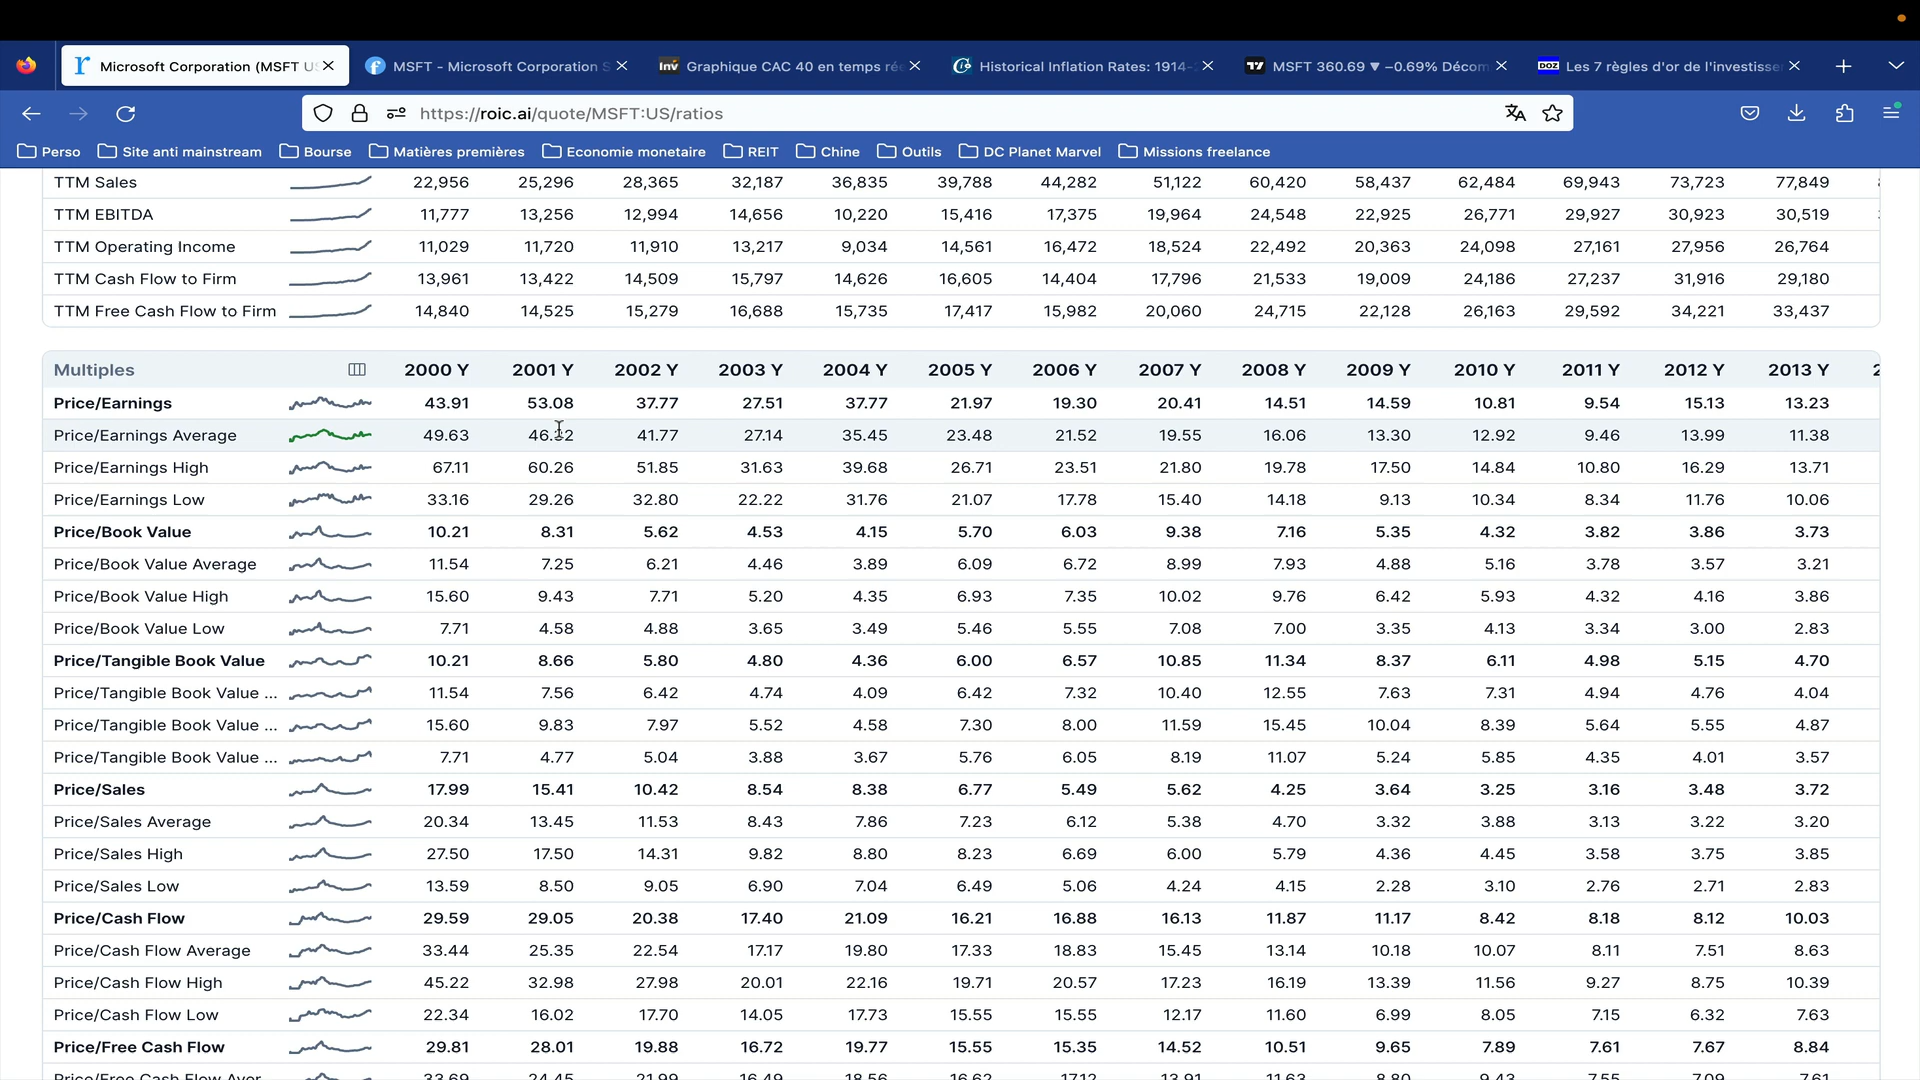 Microsoft Corporation (MSFT U
MSFT - Microsoft Corporation S
Graphique CAC 40 en temps rée
Historical Inflation Rates: 1914-
MSFT 360.69 ▼ −0.69% Décom
Les 7 règles d'or de l'investisse
https://roic.ai/quote/MSFT:US/ratios
Perso Site anti mainstream Bourse Matières premières Economie monetaire REIT Chine Outils DC Planet Marvel Missions freelance
TTM Sales 22,956 25,296 28,365 32,187 36,835 39,788 44,282 51,122 60,420 58,437 62,484 69,943 73,723 77,849
TTM EBITDA 11,777 13,256 12,994 14,656 10,220 15,416 17,375 19,964 24,548 22,925 26,771 29,927 30,923 30,519
TTM Operating Income 11,029 11,720 11,910 13,217 9,034 14,561 16,472 18,524 22,492 20,363 24,098 27,161 27,956 26,764
TTM Cash Flow to Firm 13,961 13,422 14,509 15,797 14,626 16,605 14,404 17,796 21,533 19,009 24,186 27,237 31,916 29,180
TTM Free Cash Flow to Firm 14,840 14,525 15,279 16,688 15,735 17,417 15,982 20,060 24,715 22,128 26,163 29,592 34,221 33,437
Multiples 2000 Y 2001 Y 2002 Y 2003 Y 2004 Y 2005 Y 2006 Y 2007 Y 2008 Y 2009 Y 2010 Y 2011 Y 2012 Y 2013 Y
Price/Earnings 43.91 53.08 37.77 27.51 37.77 21.97 19.30 20.41 14.51 14.59 10.81 9.54 15.13 13.23
Price/Earnings Average 49.63 41.77 27.14 35.45 23.48 21.52 19.55 16.06 13.30 12.92 9.46 13.99 11.38
Price/Earnings High 67.11 60.26 51.85 31.63 39.68 26.71 23.51 21.80 19.78 17.50 14.84 10.80 16.29 13.71
Price/Earnings Low 33.16 29.26 32.80 22.22 31.76 21.07 17.78 15.40 14.18 9.13 10.34 8.34 11.76 10.06
Price/Book Value 10.21 8.31 5.62 4.53 4.15 5.70 6.03 9.38 7.16 5.35 4.32 3.82 3.86 3.73
Price/Book Value Average 11.54 7.25 6.21 4.46 3.89 6.09 6.72 8.99 7.93 4.88 5.16 3.78 3.57 3.21
Price/Book Value High 15.60 9.43 7.71 5.20 4.35 6.93 7.35 10.02 9.76 6.42 5.93 4.32 4.16 3.86
Price/Book Value Low 7.71 4.58 4.88 3.65 3.49 5.46 5.55 7.08 7.00 3.35 4.13 3.34 3.00 2.83
Price/Tangible Book Value 10.21 8.66 5.80 4.80 4.36 6.00 6.57 10.85 11.34 8.37 6.11 4.98 5.15 4.70
Price/Tangible Book Value ... 11.54 7.56 6.42 4.74 4.09 6.42 7.32 10.40 12.55 7.63 7.31 4.94 4.76 4.04
Price/Tangible Book Value ... 15.60 9.83 7.97 5.52 4.58 7.30 8.00 11.59 15.45 10.04 8.39 5.64 5.55 4.87
Price/Tangible Book Value ... 7.71 4.77 5.04 3.88 3.67 5.76 6.05 8.19 11.07 5.24 5.85 4.35 4.01 3.57
Price/Sales 17.99 15.41 10.42 8.54 8.38 6.77 5.49 5.62 4.25 3.64 3.25 3.16 3.48 3.72
Price/Sales Average 20.34 13.45 11.53 8.43 7.86 7.23 6.12 5.38 4.70 3.32 3.88 3.13 3.22 3.20
Price/Sales High 27.50 17.50 14.31 9.82 8.80 8.23 6.69 6.00 5.79 4.36 4.45 3.58 3.75 3.85
Price/Sales Low 13.59 8.50 9.05 6.90 7.04 6.49 5.06 4.24 4.15 2.28 3.10 2.76 2.71 2.83
Price/Cash Flow 29.59 29.05 20.38 17.40 21.09 16.21 16.88 16.13 11.87 11.17 8.42 8.18 8.12 10.03
Price/Cash Flow Average 33.44 25.35 22.54 17.17 19.80 17.33 18.83 15.45 13.14 10.18 10.07 8.11 7.51 8.63
Price/Cash Flow High 45.22 32.98 27.98 20.01 22.16 19.71 20.57 17.23 16.19 13.39 11.56 9.27 8.75 10.39
Price/Cash Flow Low 22.34 16.02 17.70 14.05 17.73 15.55 15.55 12.17 11.60 6.99 8.05 7.15 6.32 7.63
Price/Free Cash Flow 29.81 28.01 19.88 16.72 19.77 15.55 15.35 14.52 10.51 9.65 7.89 7.61 7.67 8.84